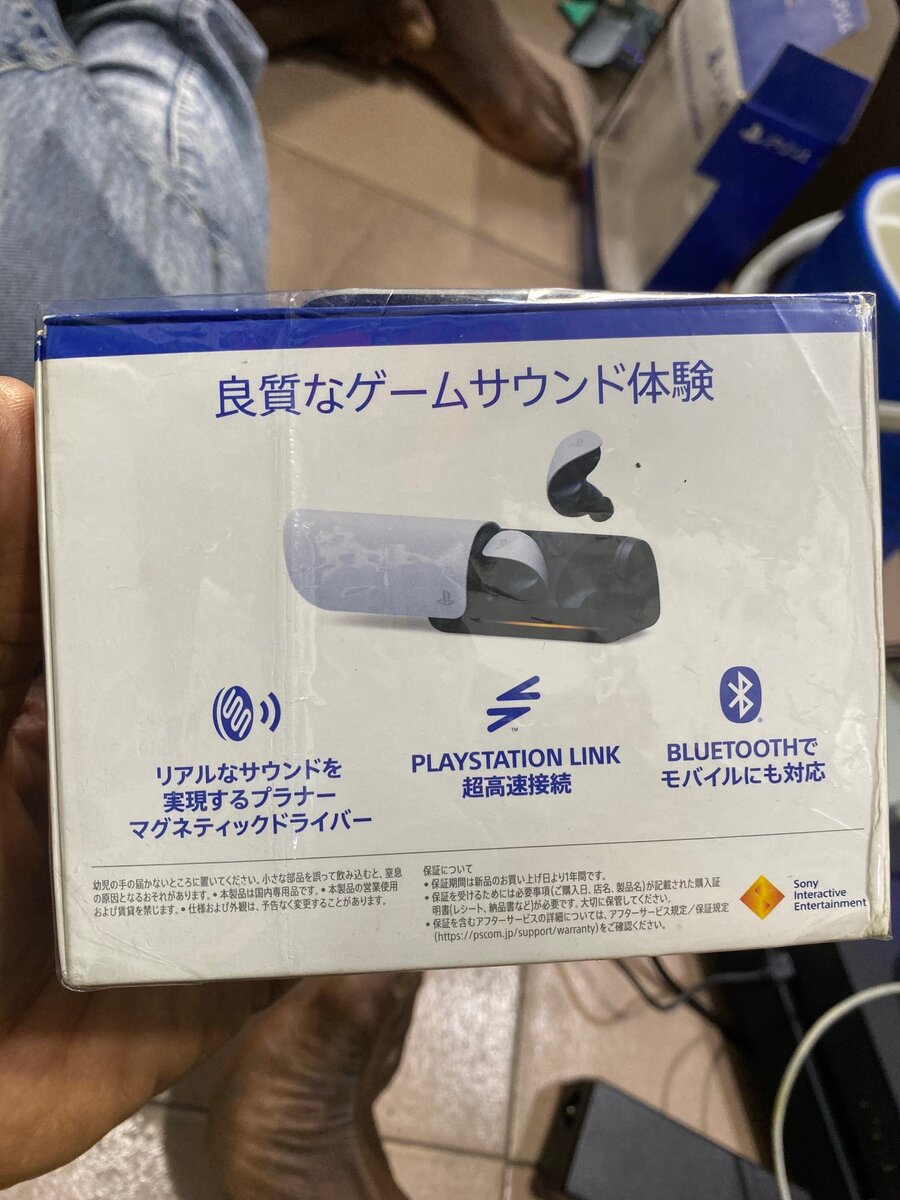 良質なゲームサウンド体験
リアルなサウンドを
実現するプラナー
マグネティックドライバー
PLAYSTATION LINK
超高速接続
BLUETOOTHで
モバイルにも対応
幼児の手の届かないところに置いてください。小さな部品を誤って飲み込むと、窒息
の原因となるおそれがあります。● 本製品は国内専用品です。● 本製品の営業使用
および賃貸を禁じます。● 仕様および外観は、予告なく変更することがあります。
保証について
● 保証期間は新品のお買い上げ日より1年間です。
● 保証を受けるためには必要事項(ご購入日、店名、製品名)が記載された購入証
明書(レシート、納品書など)が必要です。大切に保管してください。
● 保証を含むアフターサービスの詳細については、アフターサービス規定／保証規定
(https://pscom.jp/support/warranty)をご確認ください。
Sony
Interactive
Entertainment